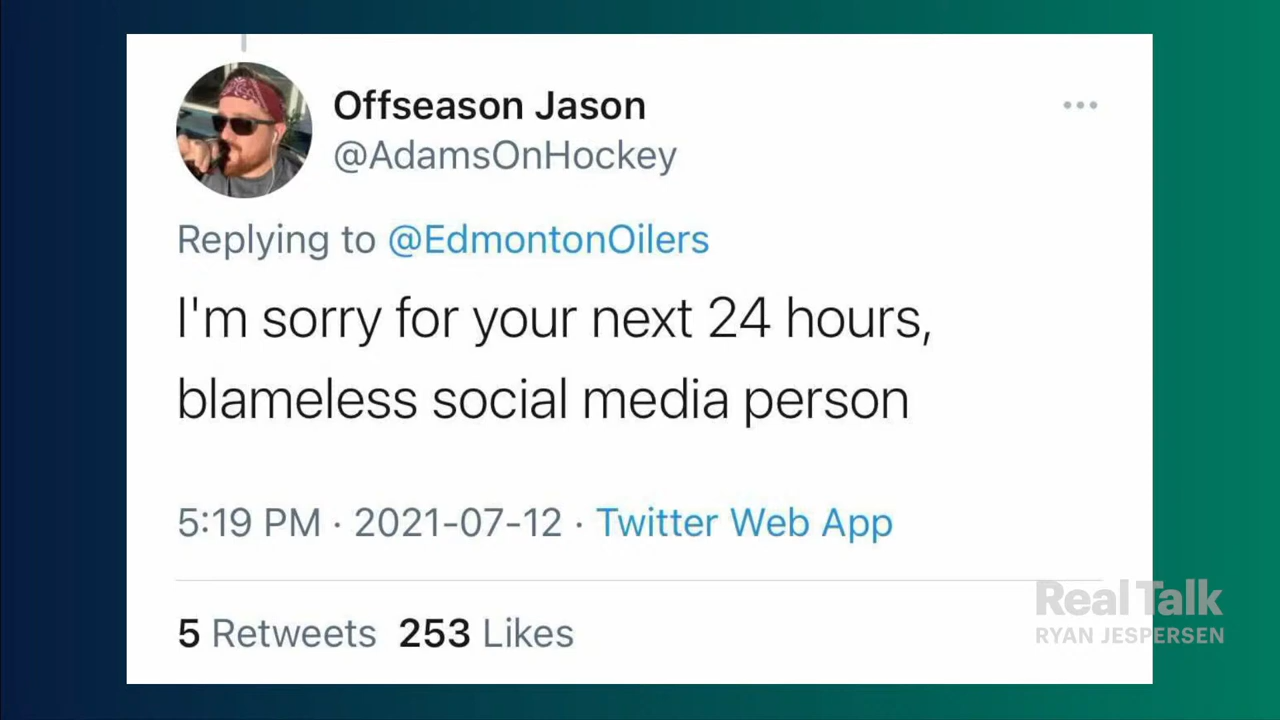 Offseason Jason
@AdamsOnHockey
Replying to @EdmontonOilers
I'm sorry for your next 24 hours,
blameless social media person
5:19 PM · 2021-07-12 · Twitter Web App
5 Retweets 253 Likes
Real Talk
RYAN JESPERSEN